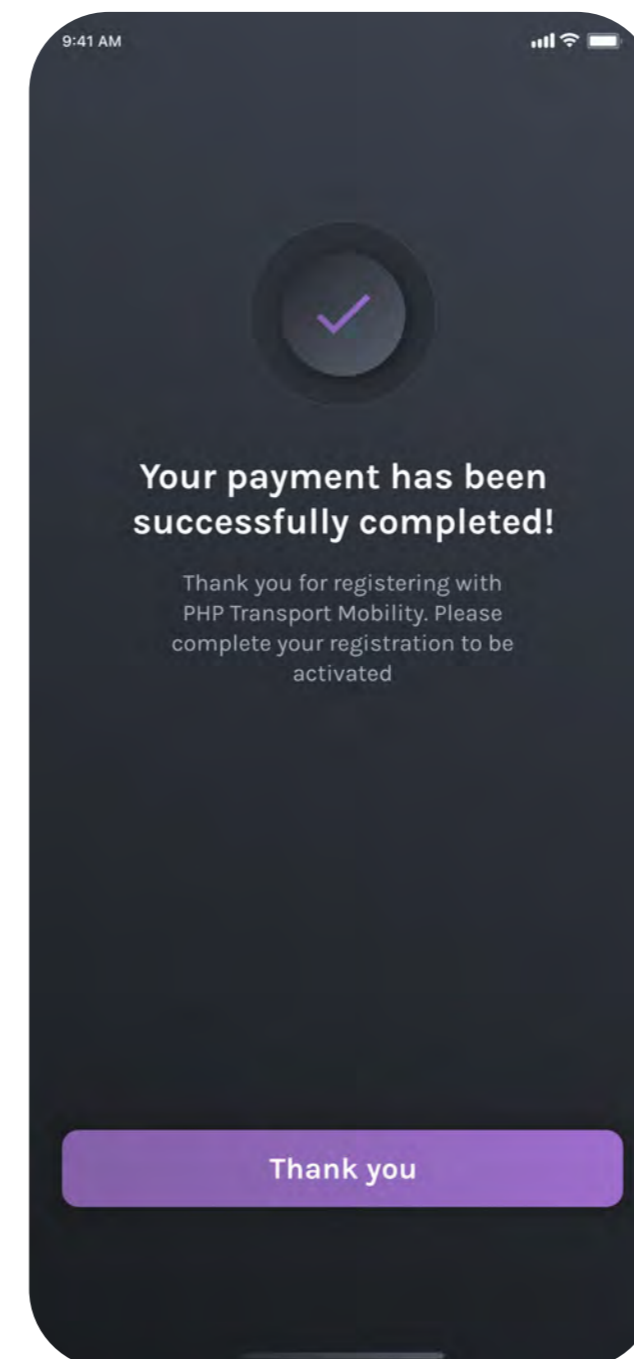 9:41 AM
Your payment has been
successfully completed!
Thank you for registering with
PHP Transport Mobility. Please
complete your registration to be
activated
Thank you